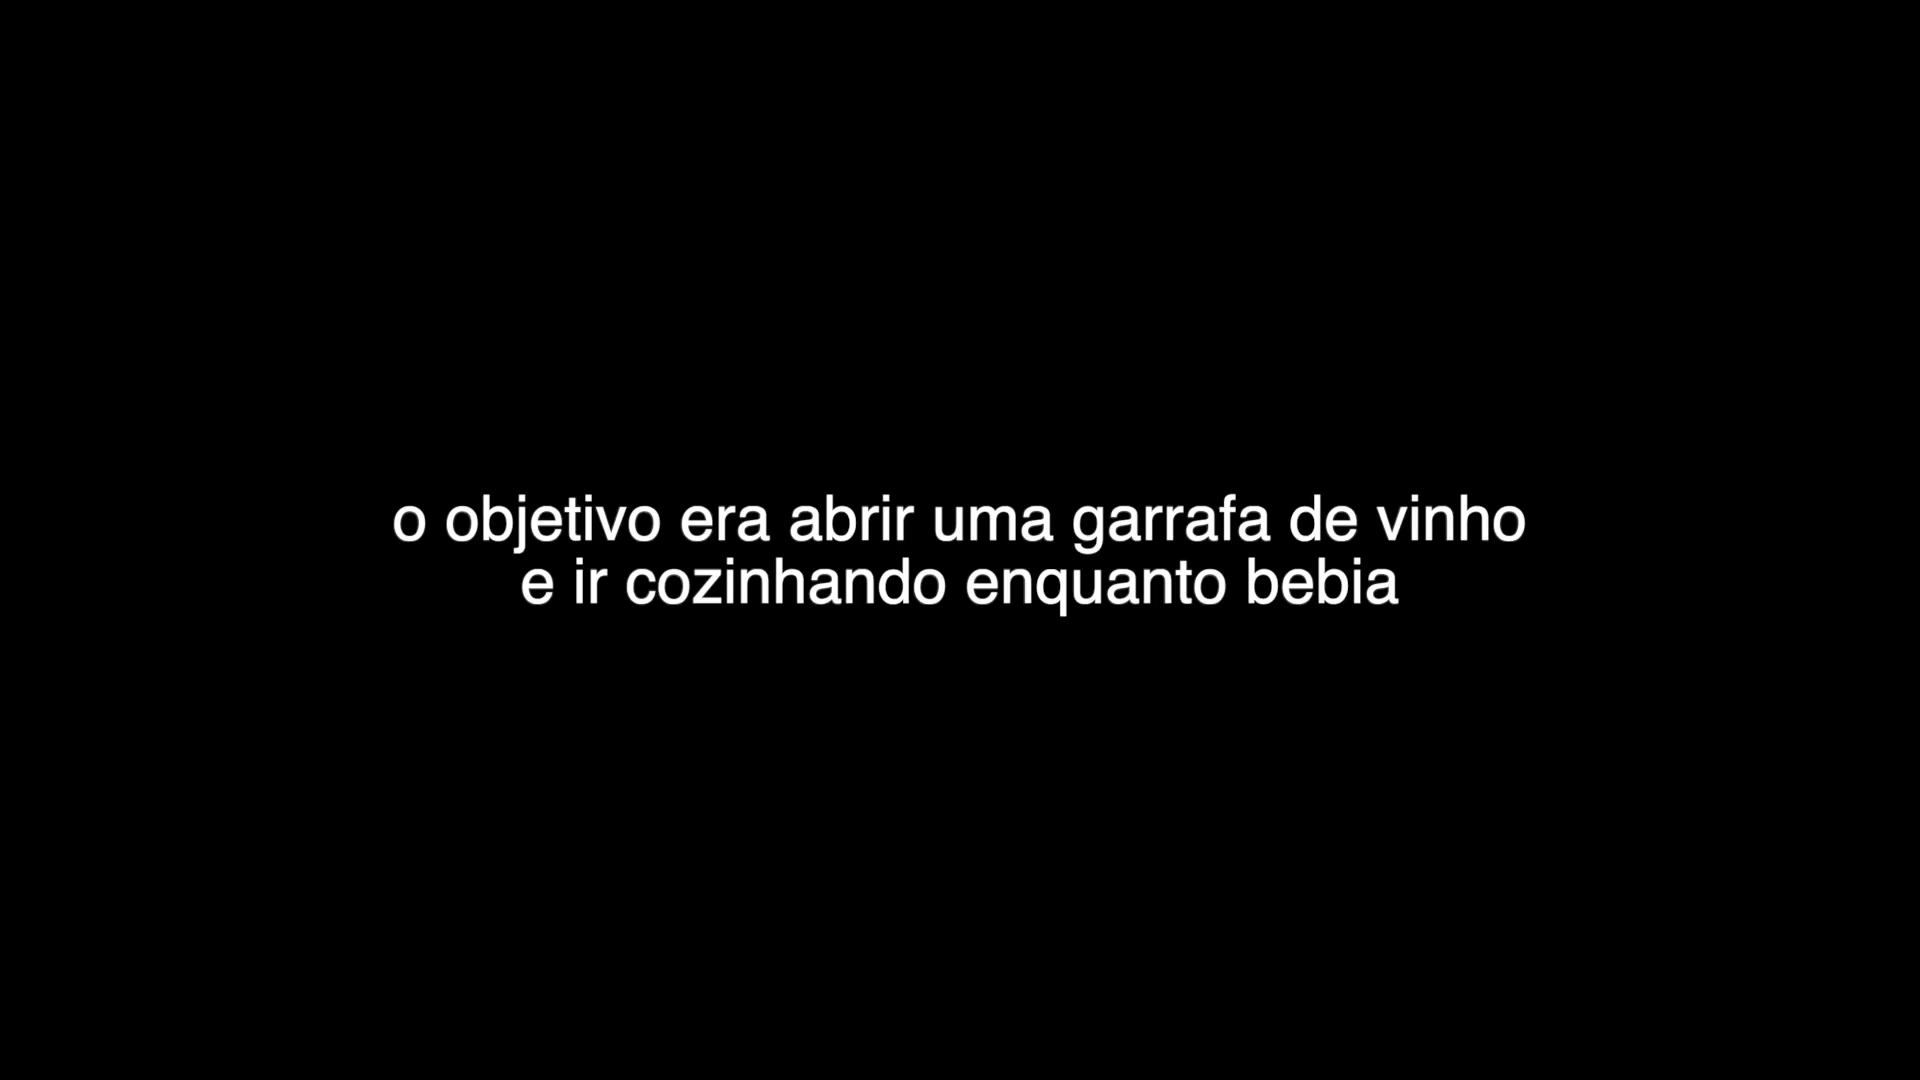 o objetivo era abrir uma garrafa de vinho
e ir cozinhando enquanto bebia